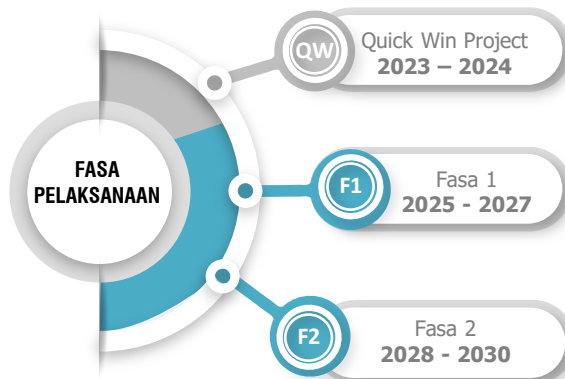 FASA
PELAKSANAAN
QW
Quick Win Project
2023 – 2024
F1
Fasa 1
2025 - 2027
F2
Fasa 2
2028 - 2030